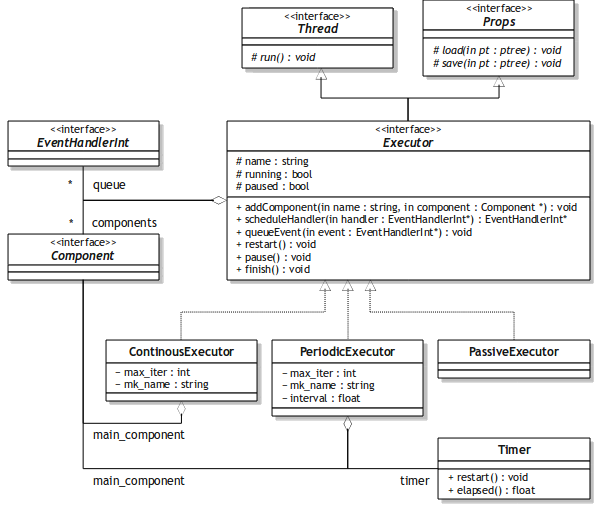 <<interface>>
Thread
# run() : void
<<interface>>
Props
# load(in pt : ptree) : void
# save(in pt : ptree) : void
<<interface>>
EventHandlerInt
<<interface>>
Executor
# name : string
# running : bool
# paused : bool
+ addComponent(in name : string, in component : Component *) : void
+ scheduleHandler(in handler : EventHandlerInt*) : EventHandlerInt*
+ queueEvent(in event : EventHandlerInt*) : void
+ restart() : void
+ pause() : void
+ finish() : void
* queue
* components
<<interface>>
Component
ContinousExecutor
- max_iter : int
- mk_name : string
PeriodicExecutor
- max_iter : int
- mk_name : string
- interval : float
PassiveExecutor
main_component
main_component
timer
Timer
+ restart() : void
+ elapsed() : float